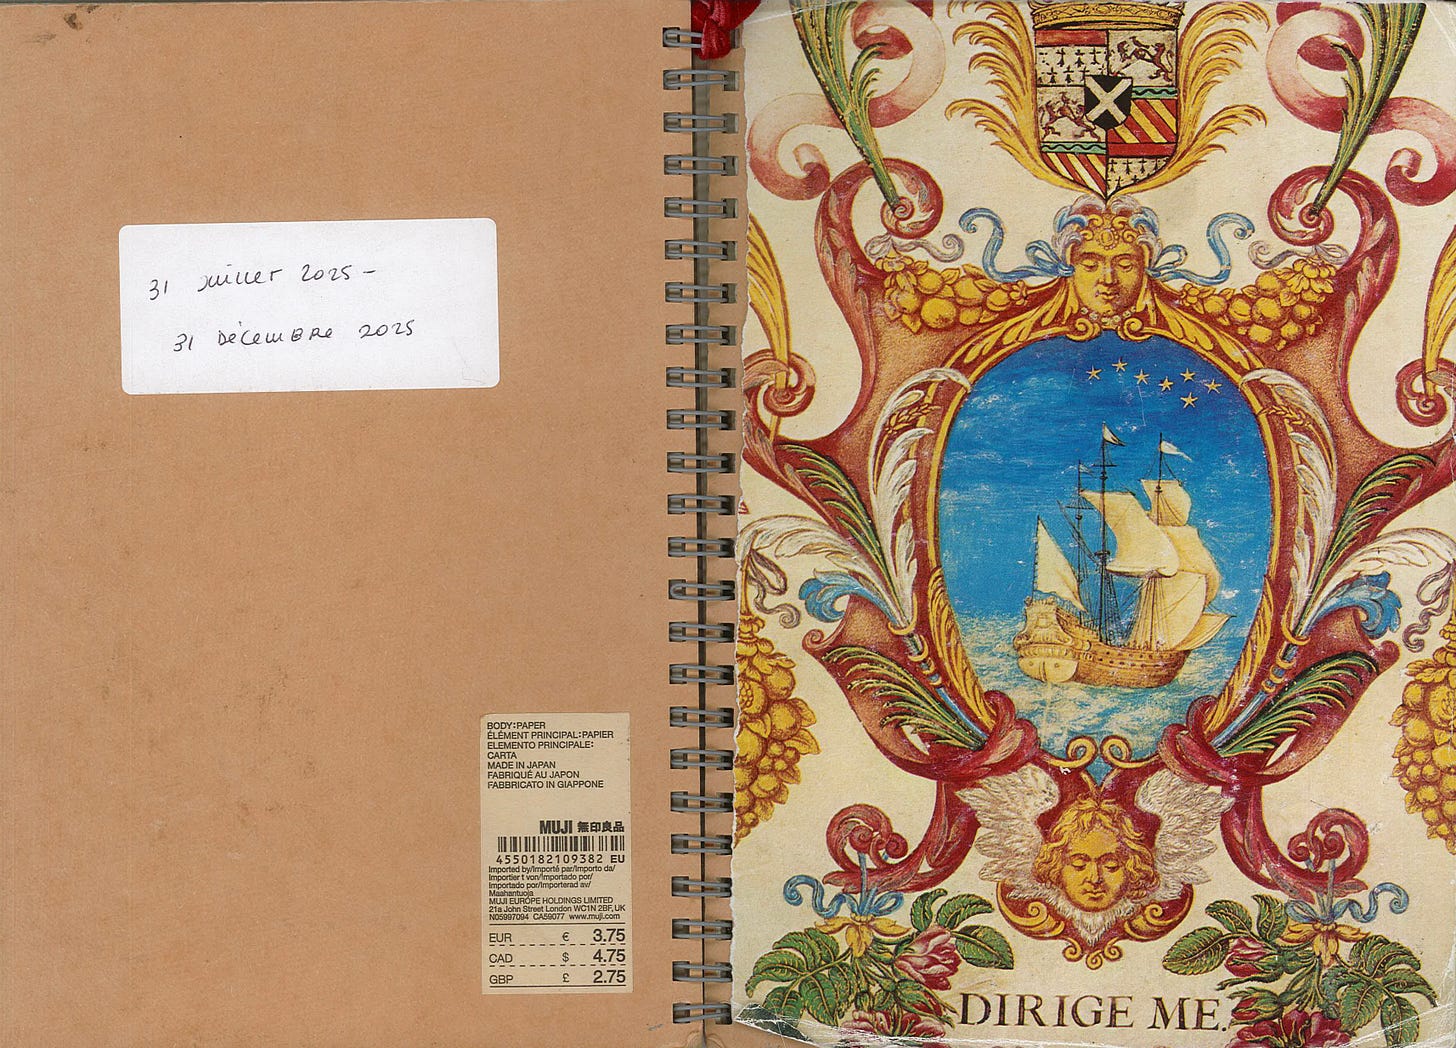 31 juillet 2025 -
31 Décembre 2025
BODY:PAPER
ÉLÉMENT PRINCIPAL:PAPIER
ELEMENTO PRINCIPALE:
CARTA
MADE IN JAPAN
FABRIQUÉ AU JAPON
FABBRICATO IN GIAPPONE
MUJI 無印良品
4550182109382 EU
Imported by/Importé par/Importo da/
Importier t von/Importado por/
Importado por/Importerad av/
Maahantuoja
MUJI EUROPE HOLDINGS LIMITED
21a John Street London WC1N 2BF, UK
N05997094 CA59077 www.muji.com
EUR € 3.75
CAD $ 4.75
GBP £ 2.75
DIRIGE ME.